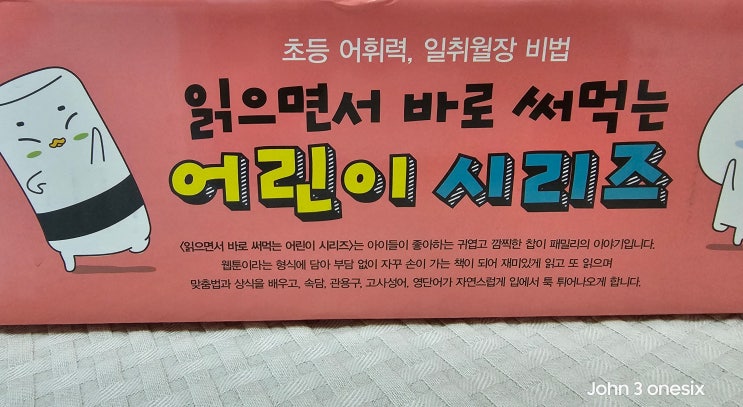 초등 어휘력, 일취월장 비법
읽으면서 바로 써먹는
어린이 시리즈
<읽으면서 바로 써먹는 어린이 시리즈>는 아이들이 좋아하는 귀엽고 깜찍한 찹이 패밀리의 이야기입니다.
웹툰이라는 형식에 담아 부담 없이 자꾸 손이 가는 책이 되어 재미있게 읽고 또 읽으며
맞춤법과 상식을 배우고, 속담, 관용구, 고사성어, 영단어가 자연스럽게 입에서 툭 튀어나오게 합니다.
John 3 onesix